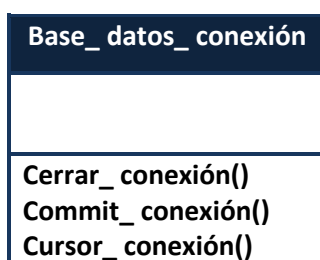 Base_ datos_ conexión
Cerrar_ conexión()
Commit_ conexión()
Cursor_ conexión()